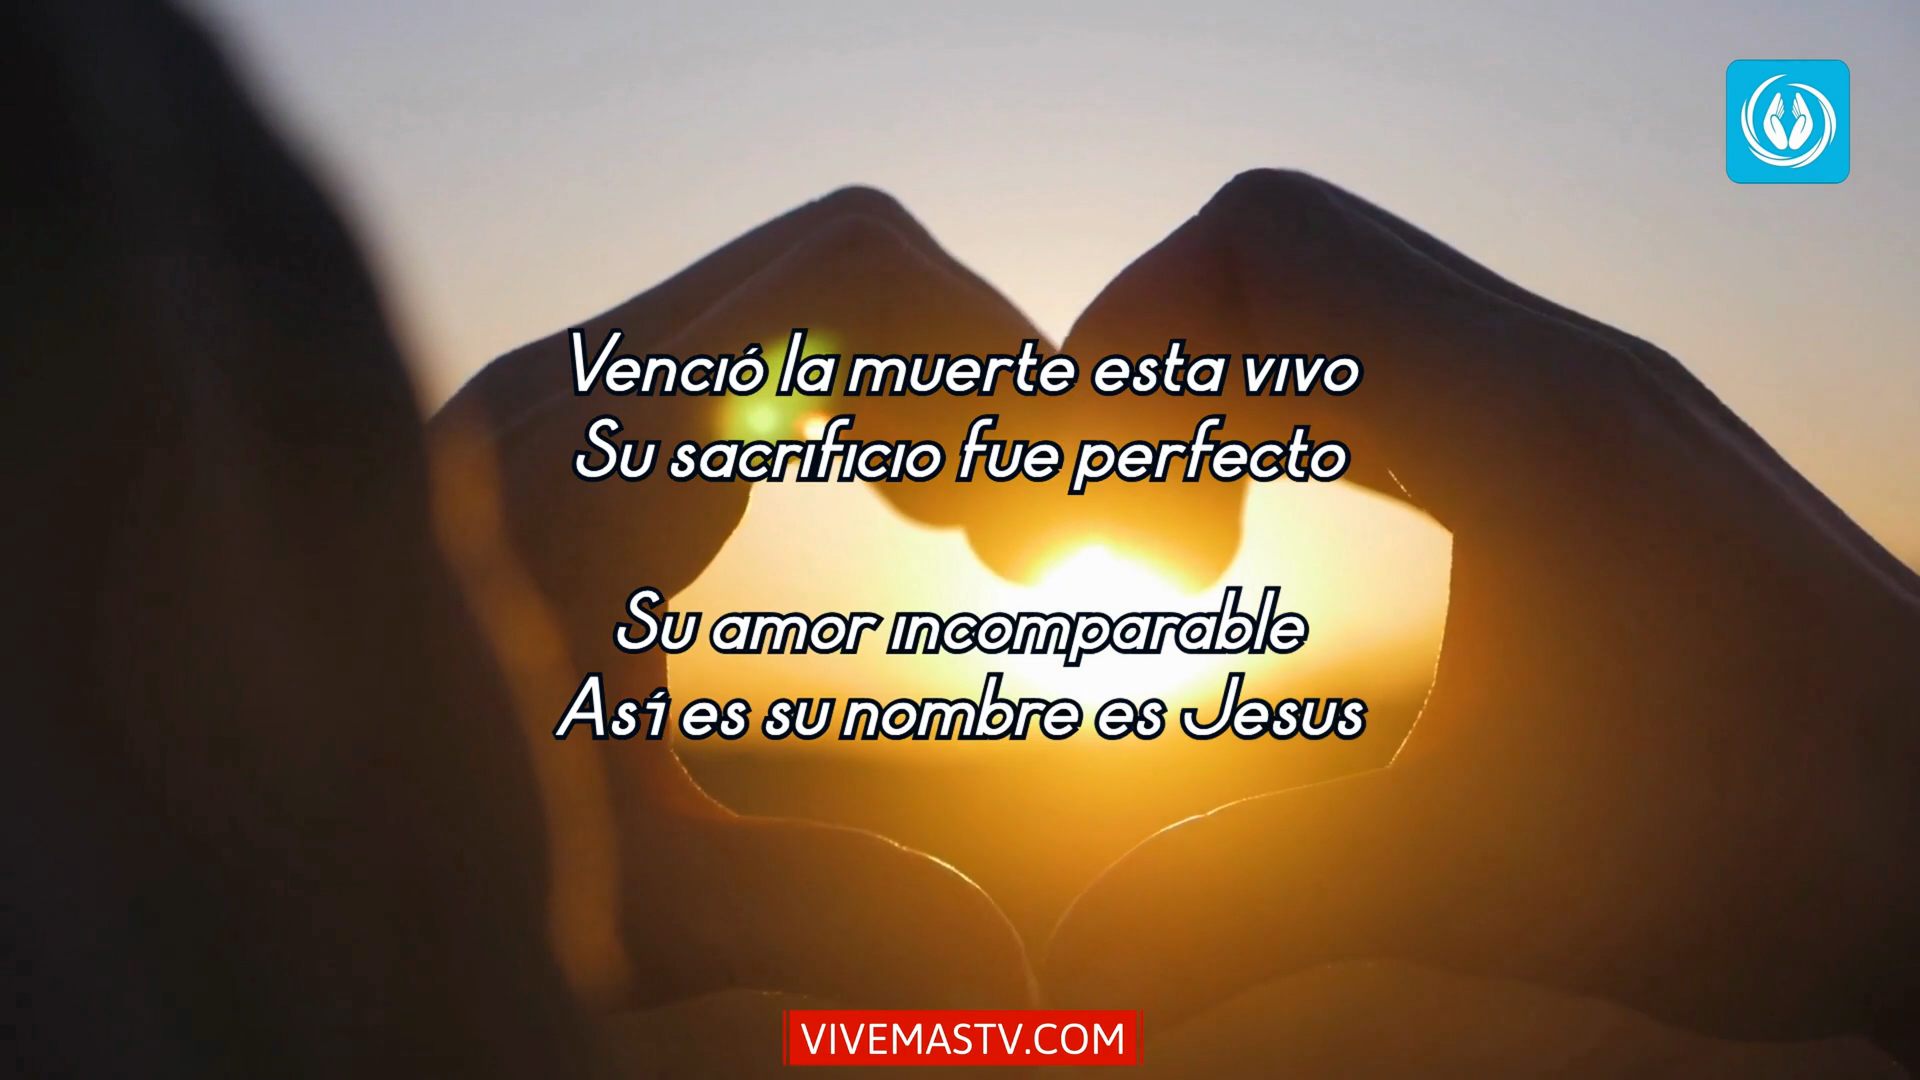 Venció la muerte esta vivo
Su sacrificio fue perfecto
Su amor incomparable
Así es su nombre es Jesus
VIVEMASTV.COM